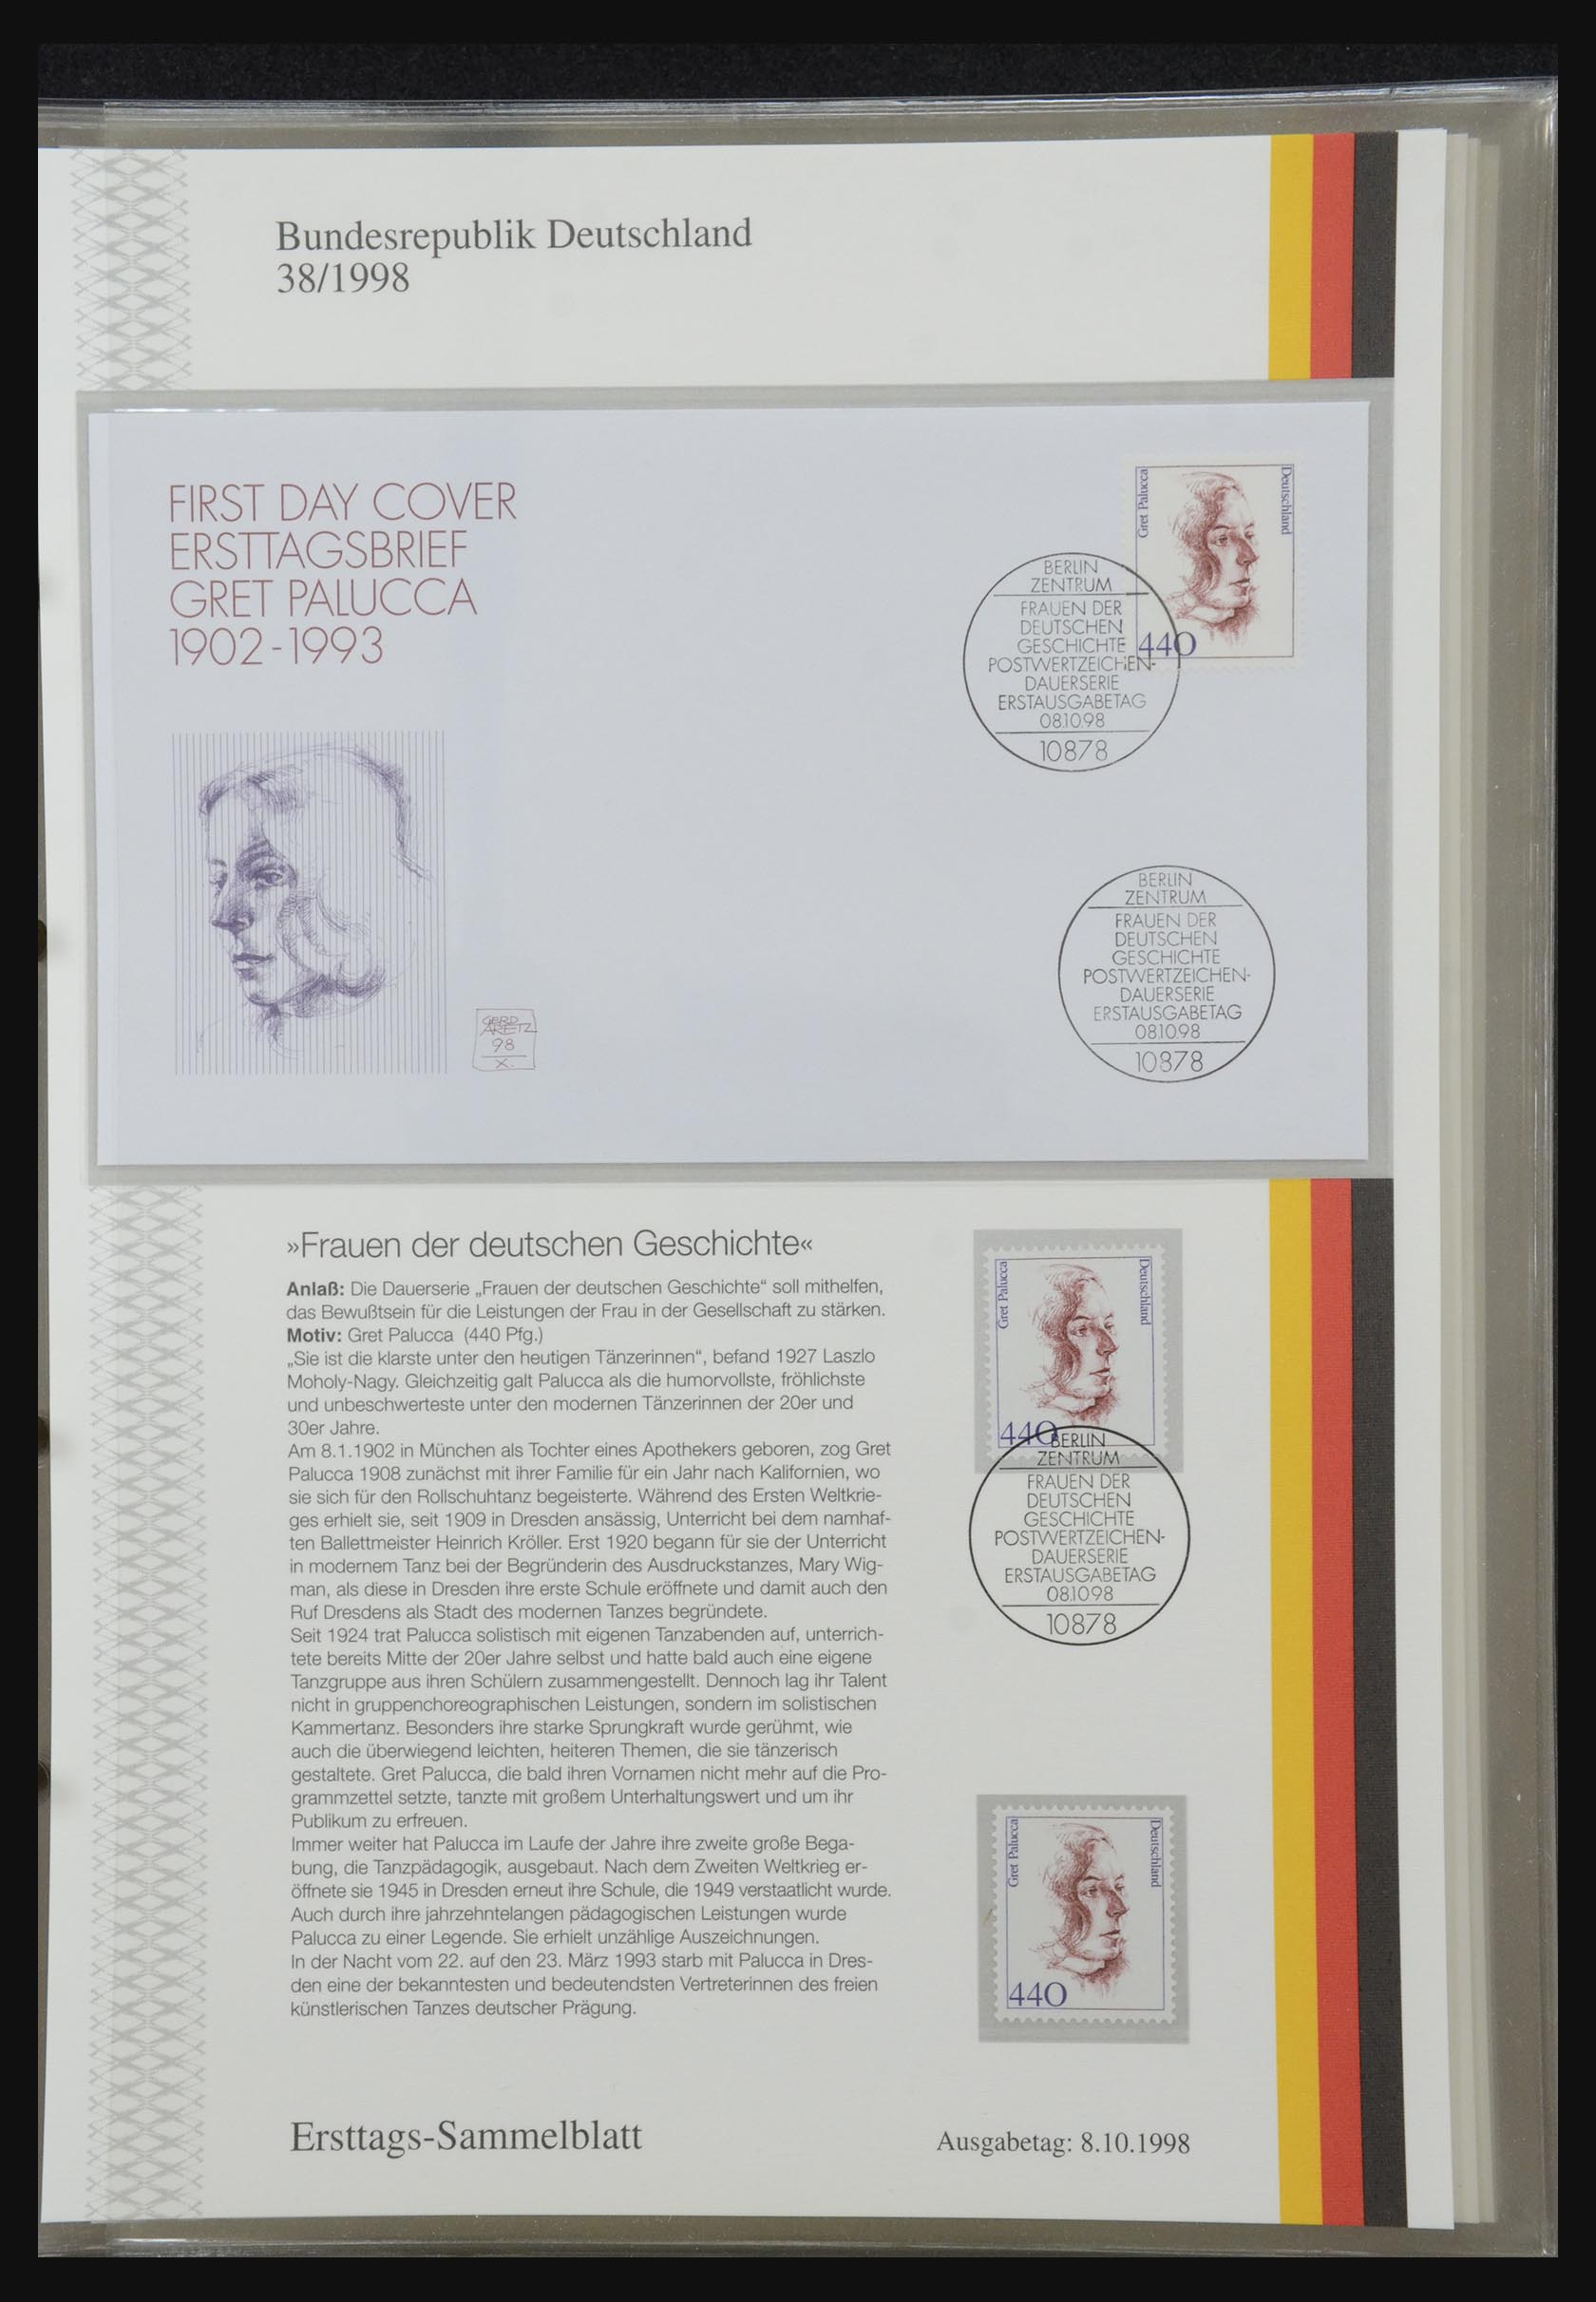 Bundesrepublik Deutschland
38/1998
FIRST DAY COVER
ERSTTAGSBRIEF
GRET PALUCCA
1902-1993
GERD
ARETZ
98
X.
Gret Palucca
Deutschland
440
BERLIN
ZENTRUM
FRAUEN DER
DEUTSCHEN
GESCHICHTE
POSTWERTZEICHEN-
DAUERSERIE
ERSTAUSGABETAG
08.10.98
10878
BERLIN
ZENTRUM
FRAUEN DER
DEUTSCHEN
GESCHICHTE
POSTWERTZEICHEN-
DAUERSERIE
ERSTAUSGABETAG
08.10.98
10878
»Frauen der deutschen Geschichte«
Anlaß: Die Dauerserie „Frauen der deutschen Geschichte“ soll mithelfen,
das Bewußtsein für die Leistungen der Frau in der Gesellschaft zu stärken.
Motiv: Gret Palucca (440 Pfg.)
„Sie ist die klarste unter den heutigen Tänzerinnen“, befand 1927 Laszlo
Moholy-Nagy. Gleichzeitig galt Palucca als die humorvollste, fröhlichste
und unbeschwerteste unter den modernen Tänzerinnen der 20er und
30er Jahre.
Am 8.1.1902 in München als Tochter eines Apothekers geboren, zog Gret
Palucca 1908 zunächst mit ihrer Familie für ein Jahr nach Kalifornien, wo
sie sich für den Rollschuhtanz begeisterte. Während des Ersten Weltkrie-
ges erhielt sie, seit 1909 in Dresden ansässig, Unterricht bei dem namhaf-
ten Ballettmeister Heinrich Kröller. Erst 1920 begann für sie der Unterricht
in modernem Tanz bei der Begründerin des Ausdruckstanzes, Mary Wig-
man, als diese in Dresden ihre erste Schule eröffnete und damit auch den
Ruf Dresdens als Stadt des modernen Tanzes begründete.
Seit 1924 trat Palucca solistisch mit eigenen Tanzabenden auf, unterrich-
tete bereits Mitte der 20er Jahre selbst und hatte bald auch eine eigene
Tanzgruppe aus ihren Schülern zusammengestellt. Dennoch lag ihr Talent
nicht in gruppenchoreographischen Leistungen, sondern im solistischen
Kammertanz. Besonders ihre starke Sprungkraft wurde gerühmt, wie
auch die überwiegend leichten, heiteren Themen, die sie tänzerisch
gestaltete. Gret Palucca, die bald ihren Vornamen nicht mehr auf die Pro-
grammzettel setzte, tanzte mit großem Unterhaltungswert und um ihr
Publikum zu erfreuen.
Immer weiter hat Palucca im Laufe der Jahre ihre zweite große Bega-
bung, die Tanzpädagogik, ausgebaut. Nach dem Zweiten Weltkrieg er-
öffnete sie 1945 in Dresden erneut ihre Schule, die 1949 verstaatlicht wurde.
Auch durch ihre jahrzehntelangen pädagogischen Leistungen wurde
Palucca zu einer Legende. Sie erhielt unzählige Auszeichnungen.
In der Nacht vom 22. auf den 23. März 1993 starb mit Palucca in Dres-
den eine der bekanntesten und bedeutendsten Vertreterinnen des freien
künstlerischen Tanzes deutscher Prägung.
Gret Palucca
Deutschland
440
BERLIN
ZENTRUM
FRAUEN DER
DEUTSCHEN
GESCHICHTE
POSTWERTZEICHEN-
DAUERSERIE
ERSTAUSGABETAG
08.10.98
10878
Gret Palucca
Deutschland
440
Ersttags-Sammelblatt
Ausgabetag: 8.10.1998